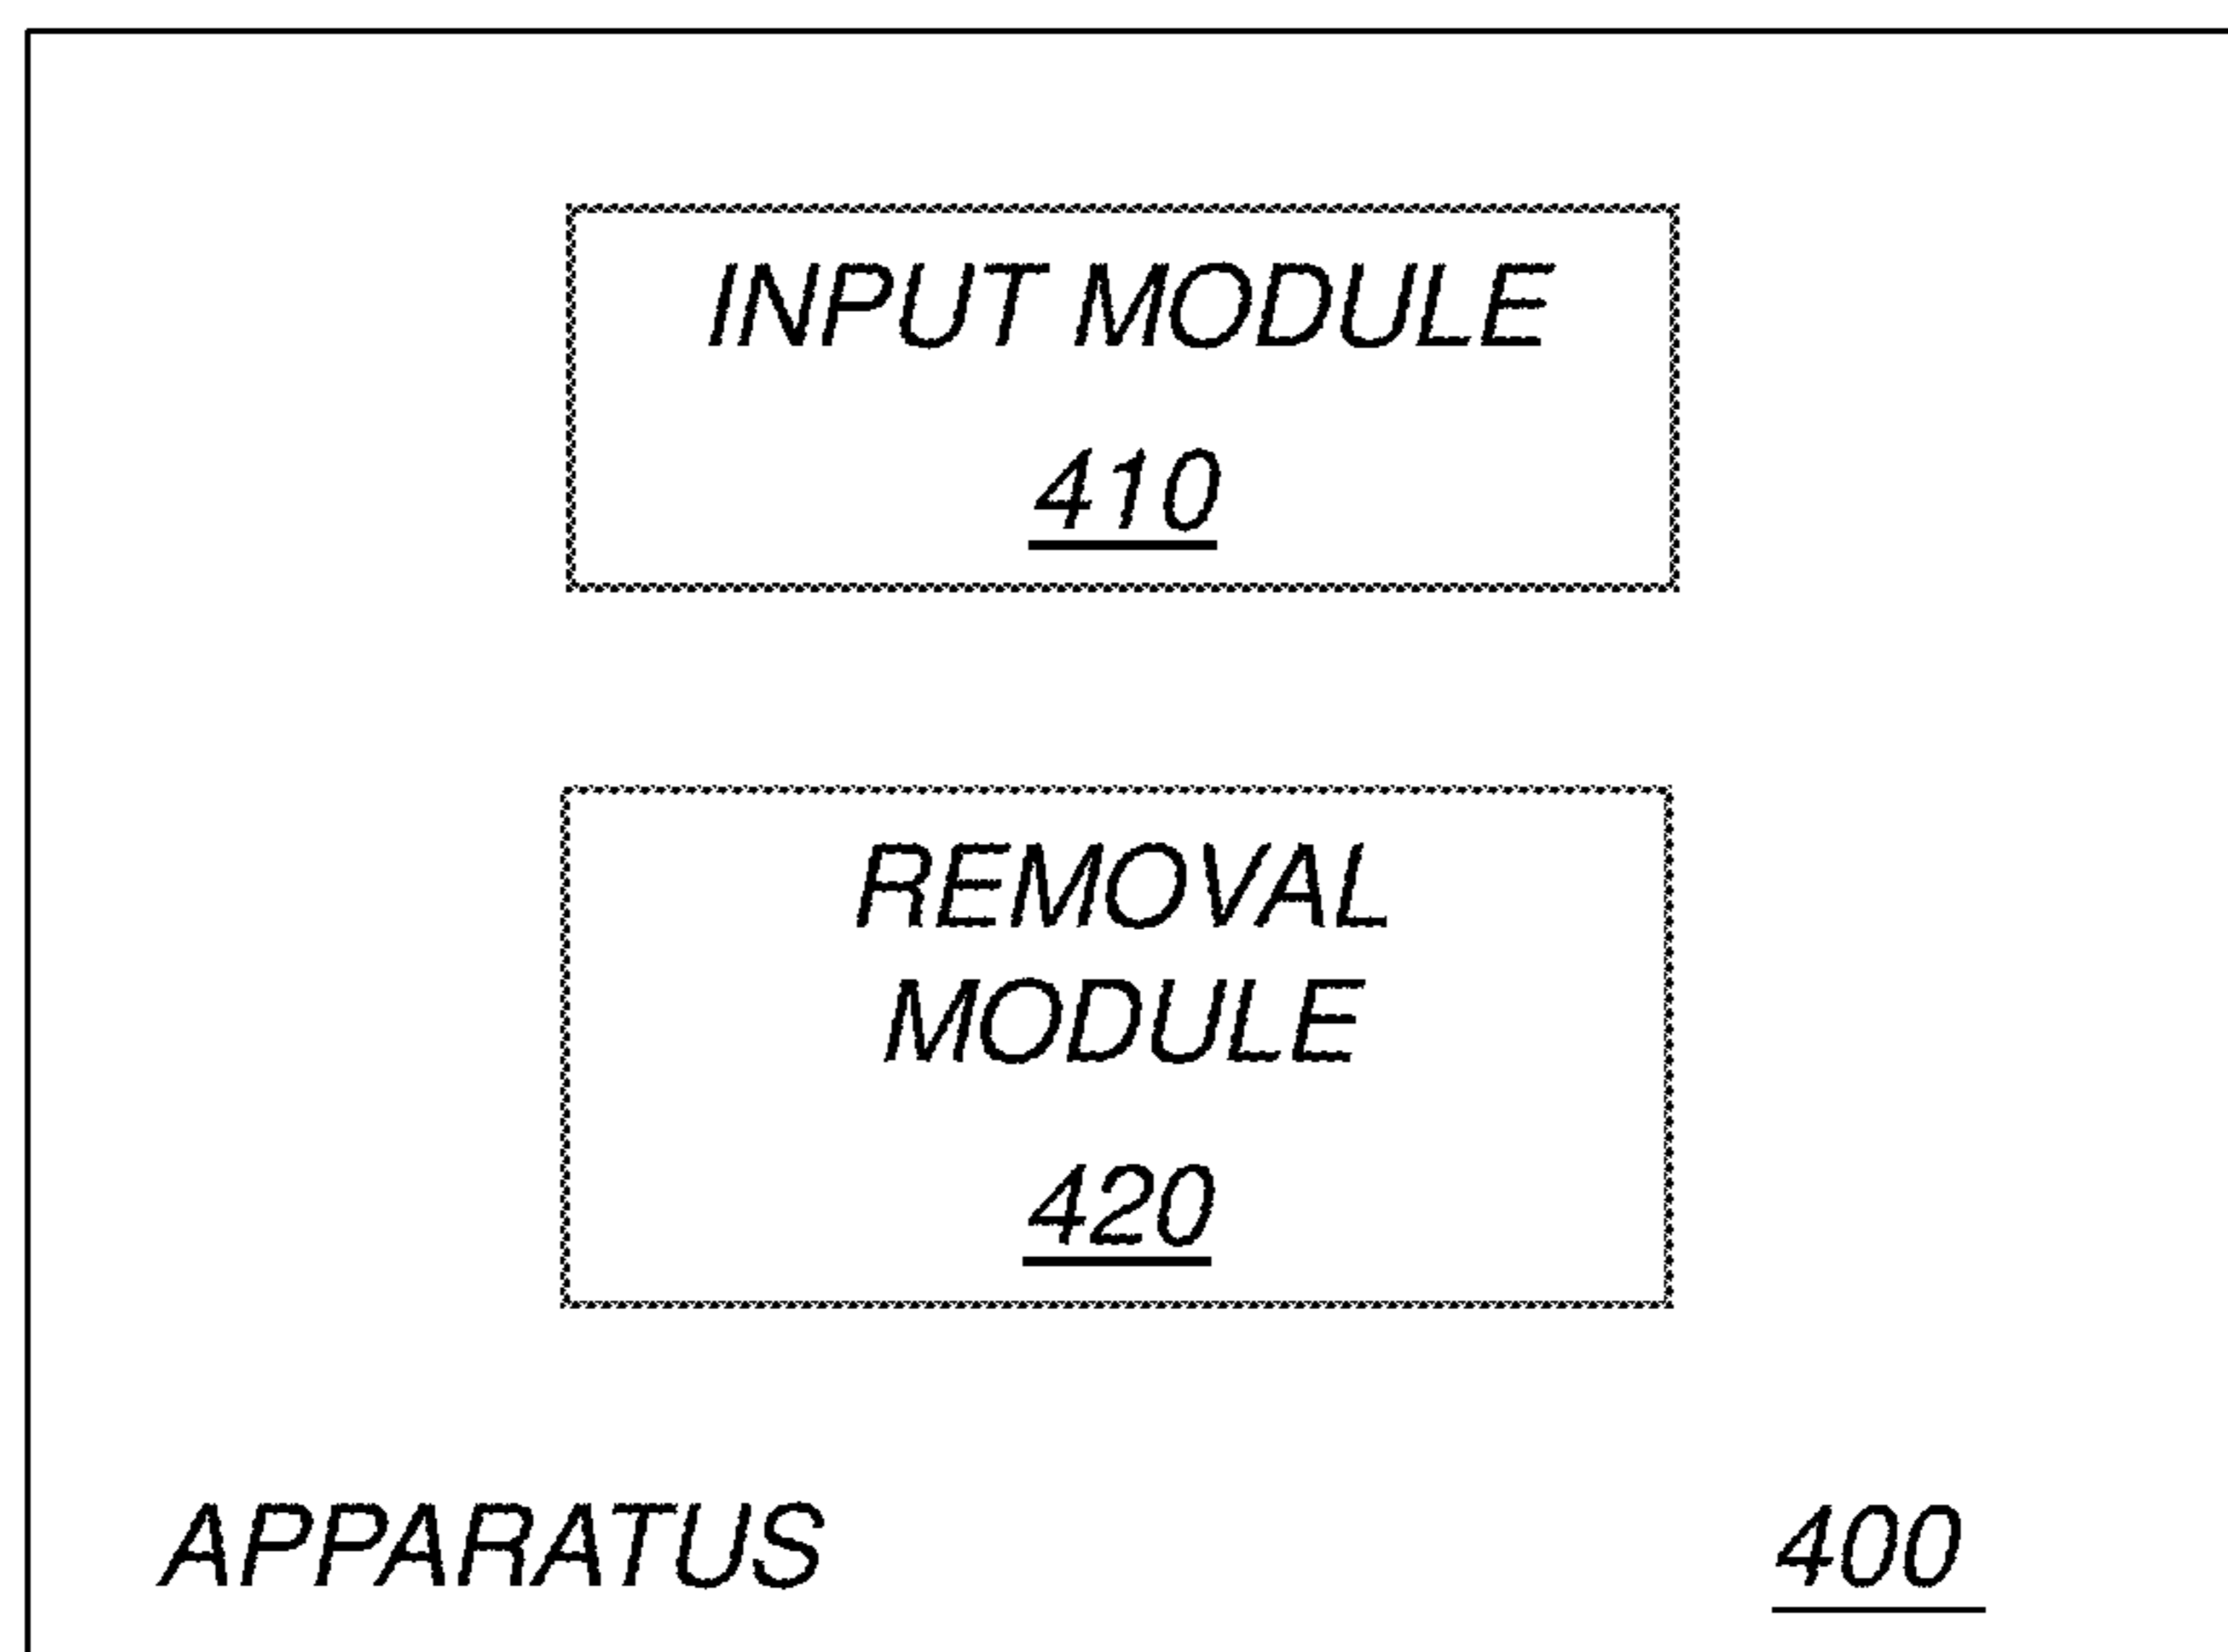 INPUT MODULE
410
REMOVAL
MODULE
420
APPARATUS 400